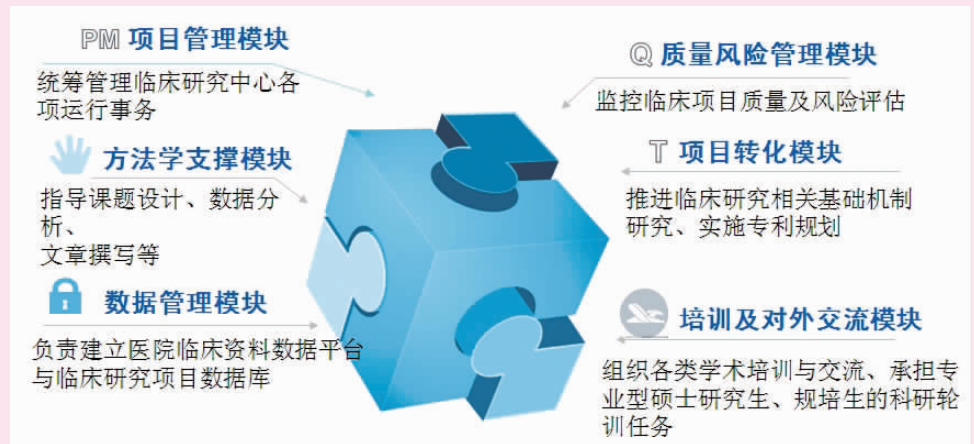 PM 项目管理模块
统筹管理临床研究中心各
项运行事务
方法学支撑模块
指导课题设计、数据分
析、
文章撰写等
数据管理模块
负责建立医院临床资料数据平台
与临床研究项目数据库
Q 质量风险管理模块
监控临床项目质量及风险评估
T 项目转化模块
推进临床研究相关基础机制
研究、实施专利规划
培训及对外交流模块
组织各类学术培训与交流、承担专
业型硕士研究生、规培生的科研轮
训任务